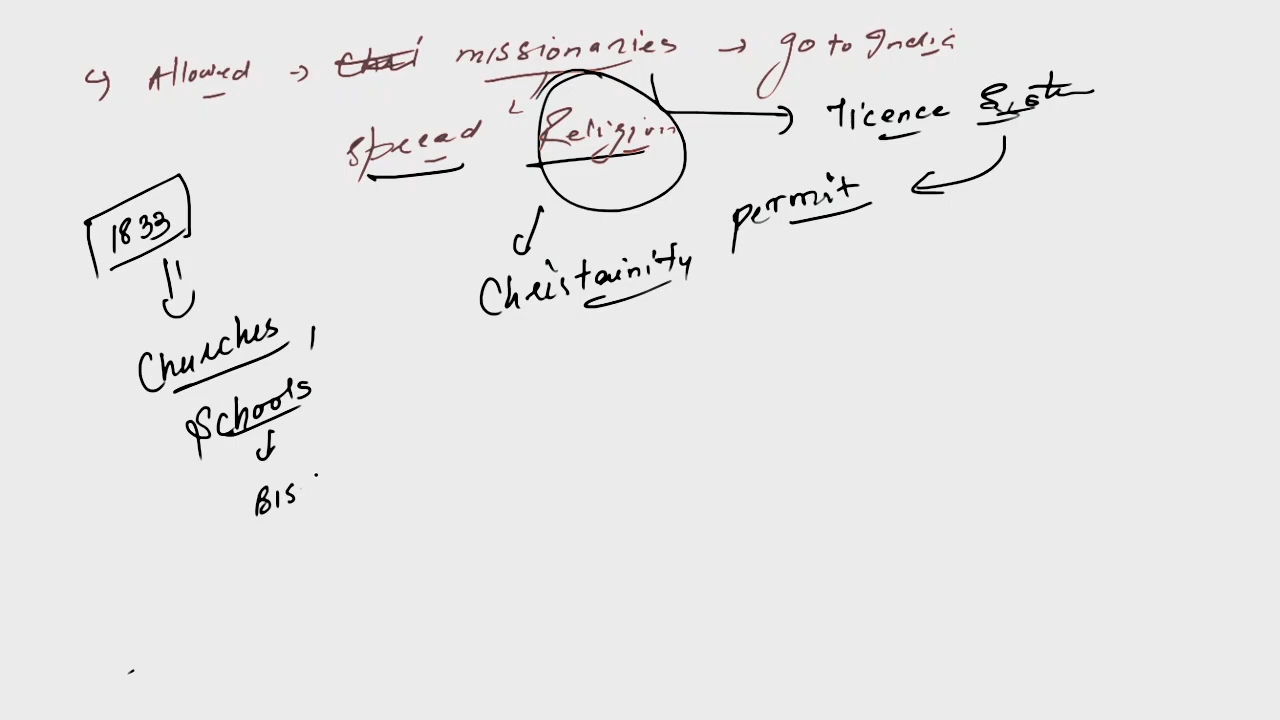 ↳ Allowed → missionaries → go to India
spread Religion → licence System
permit
1833
Christainity
Churches,
Schools
BIS